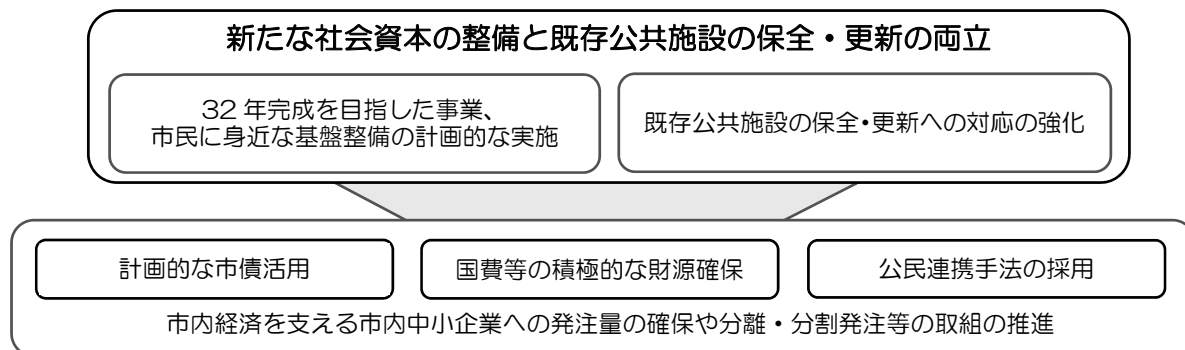 新たな社会資本の整備と既存公共施設の保全・更新の両立
32 年完成を目指した事業、
市民に身近な基盤整備の計画的な実施
既存公共施設の保全・更新への対応の強化
計画的な市債活用
国費等の積極的な財源確保
公民連携手法の採用
市内経済を支える市内中小企業への発注量の確保や分離・分割発注等の取組の推進